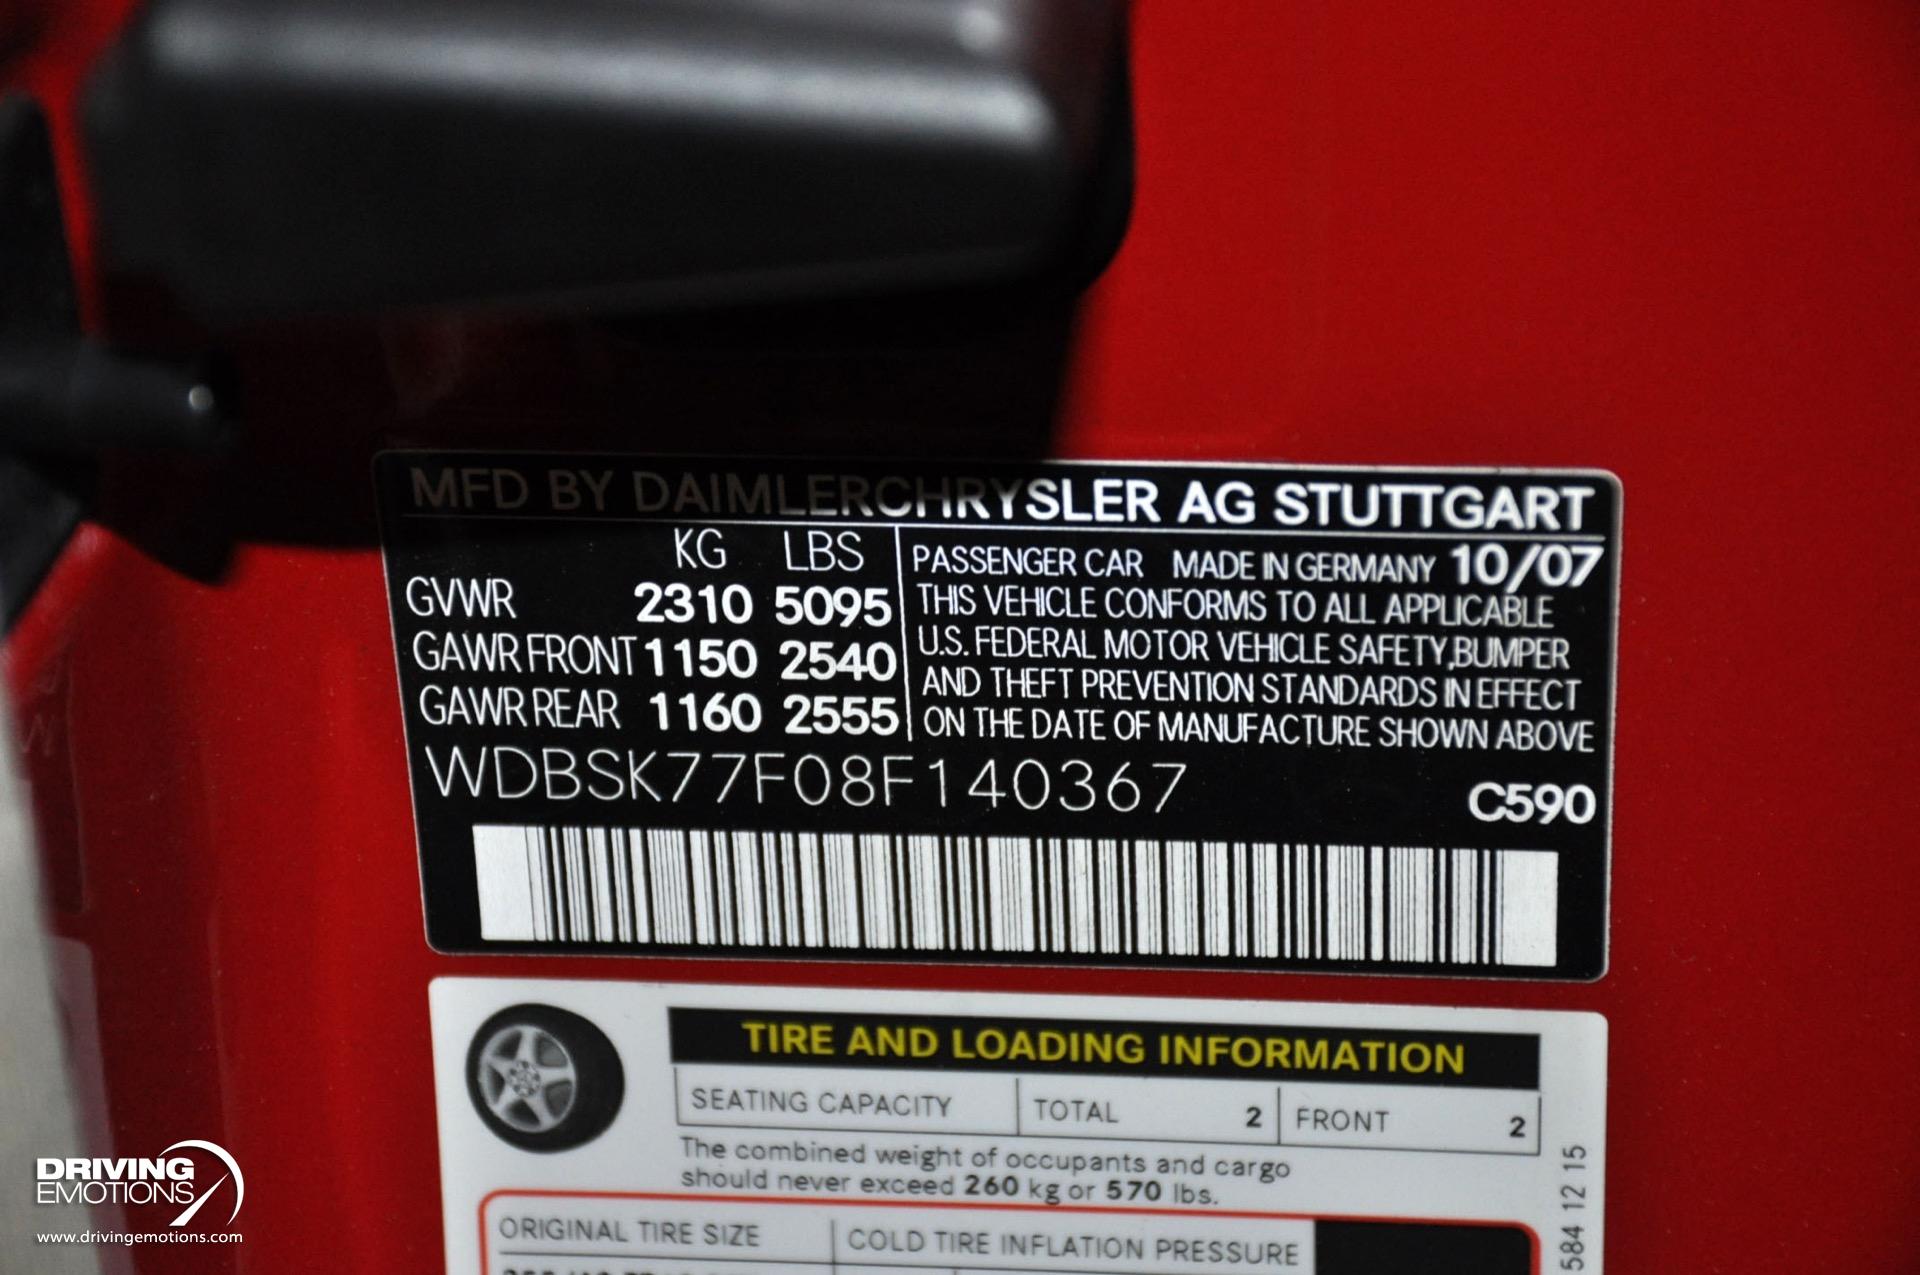 MFD BY DAIMLERCHRYSLER AG STUTTGART
KG LBS
GVWR 2310 5095
GAWR FRONT 1150 2540
GAWR REAR 1160 2555
PASSENGER CAR MADE IN GERMANY 10/07
THIS VEHICLE CONFORMS TO ALL APPLICABLE
U.S. FEDERAL MOTOR VEHICLE SAFETY,BUMPER
AND THEFT PREVENTION STANDARDS IN EFFECT
ON THE DATE OF MANUFACTURE SHOWN ABOVE
WDBSK77F08F140367
C590
TIRE AND LOADING INFORMATION
SEATING CAPACITY TOTAL 2 FRONT 2
The combined weight of occupants and cargo
should never exceed 260 kg or 570 lbs.
ORIGINAL TIRE SIZE COLD TIRE INFLATION PRESSURE
584 12 15
DRIVING
EMOTIONS
www.drivingemotions.com